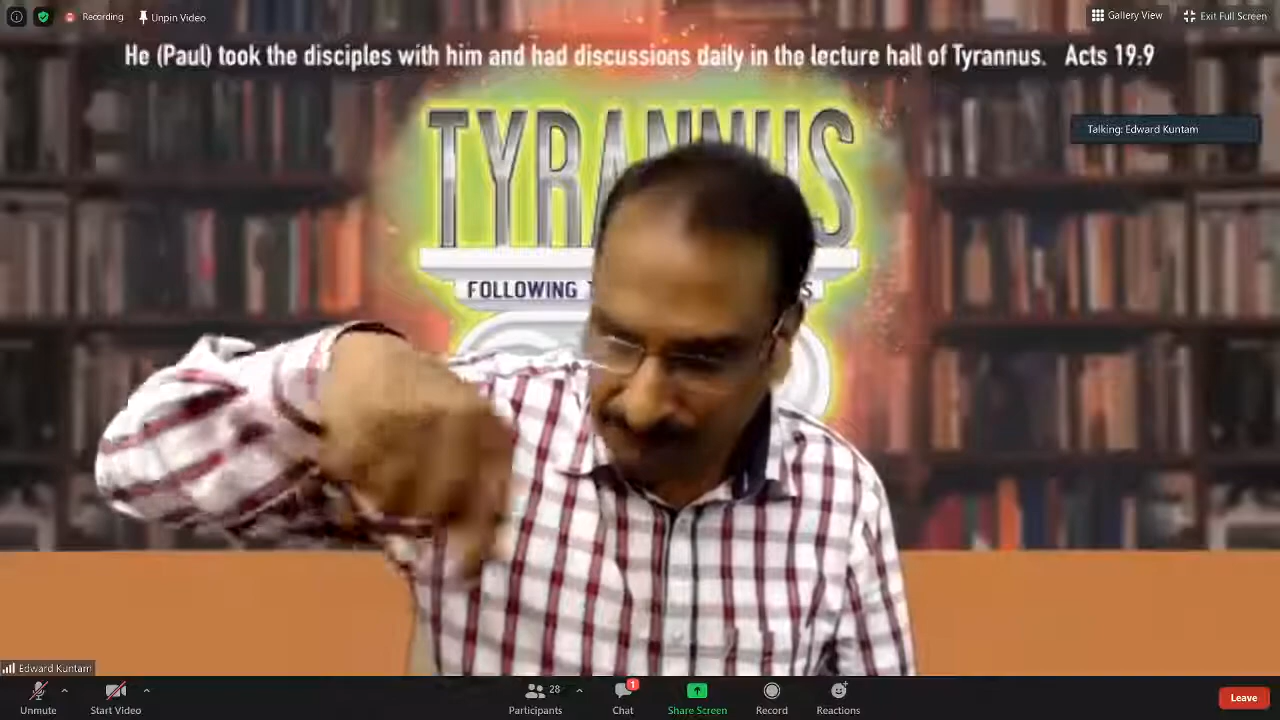 Recording
Unpin Video
Gallery View
Exit Full Screen
He (Paul) took the disciples with him and had discussions daily in the lecture hall of Tyrannus. Acts 19:9
Talking: Edward Kuntam
TYRANNUS
FOLLOWING
Edward Kuntam
Unmute
Start Video
28
Participants
1
Chat
Share Screen
Record
Reactions
Leave